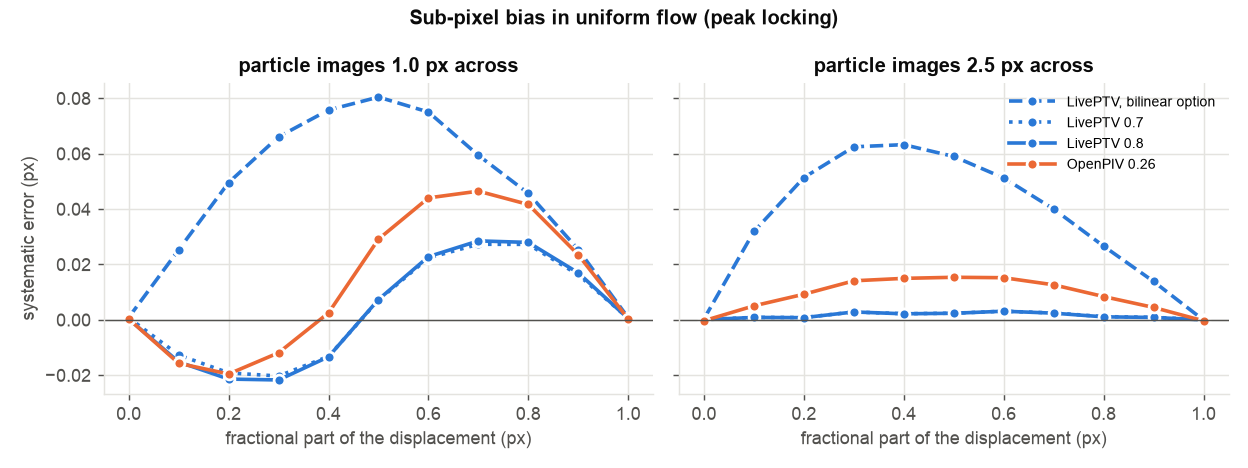 Sub-pixel bias in uniform flow (peak locking)
particle images 1.0 px across
particle images 2.5 px across
LivePTV, bilinear option
LivePTV 0.7
LivePTV 0.8
OpenPIV 0.26
systematic error (px)
0.08
0.06
0.04
0.02
0.00
−0.02
0.0 0.2 0.4 0.6 0.8 1.0
0.0 0.2 0.4 0.6 0.8 1.0
fractional part of the displacement (px)
fractional part of the displacement (px)